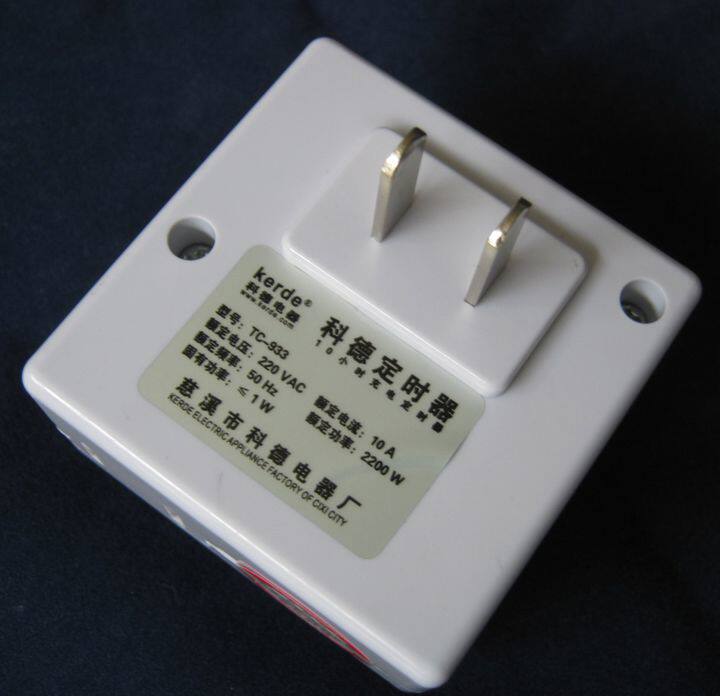 kerde®
科德电器
www.kerde.com
科德定时器
10小时充电定时器
型号: TC-933
额定电压: 220 VAC
额定频率: 50 Hz
固有功率: ≤ 1W
额定电流: 10 A
额定功率: 2200 W
慈溪市科德电器厂
KERDE ELECTRIC APPLIANCE FACTORY OF CIXI CITY